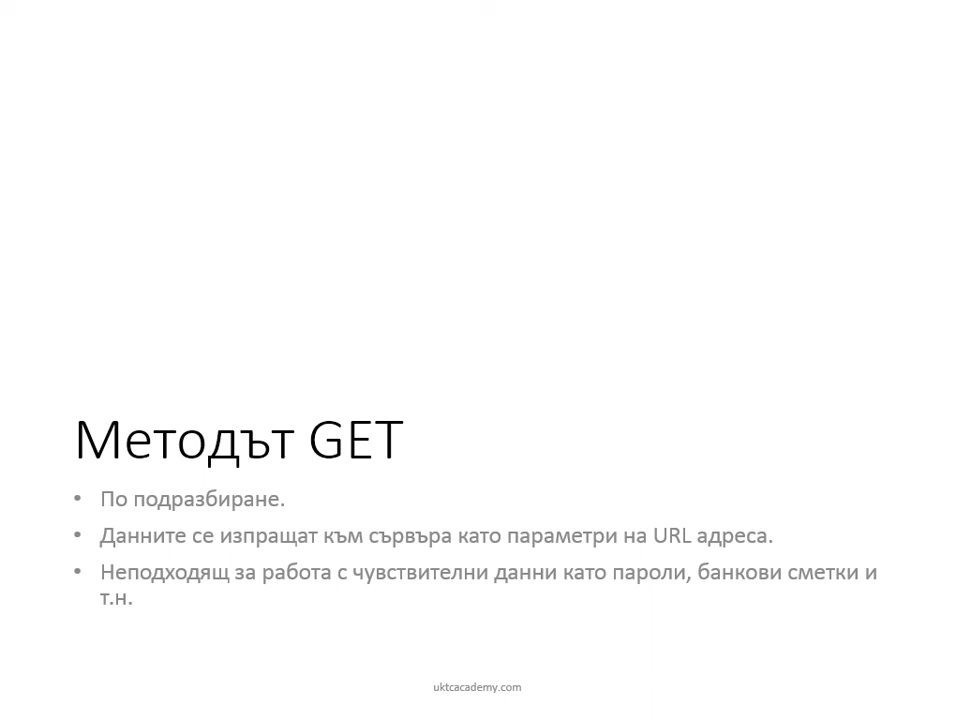 Методът GET
• По подразбиране.
• Данните се изпращат към сървъра като параметри на URL адреса.
• Неподходящ за работа с чувствителни данни като пароли, банкови сметки и
т.н.
uktcacademy.com